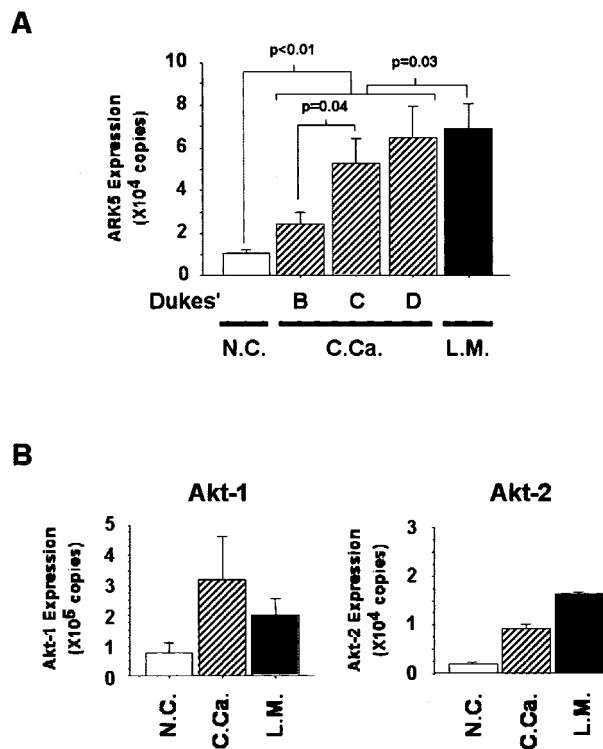 A
p<0.01
p=0.03
p=0.04
ARK5 Expression
(X10⁴ copies)
10
8
6
4
2
0
Dukes' B C D
N.C. C.Ca. L.M.
B
Akt-1
Akt-1 Expression
(X10⁵ copies)
5
4
3
2
1
0
N.C. C.Ca. L.M.
Akt-2
Akt-2 Expression
(X10⁴ copies)
3
2
1
0
N.C. C.Ca. L.M.